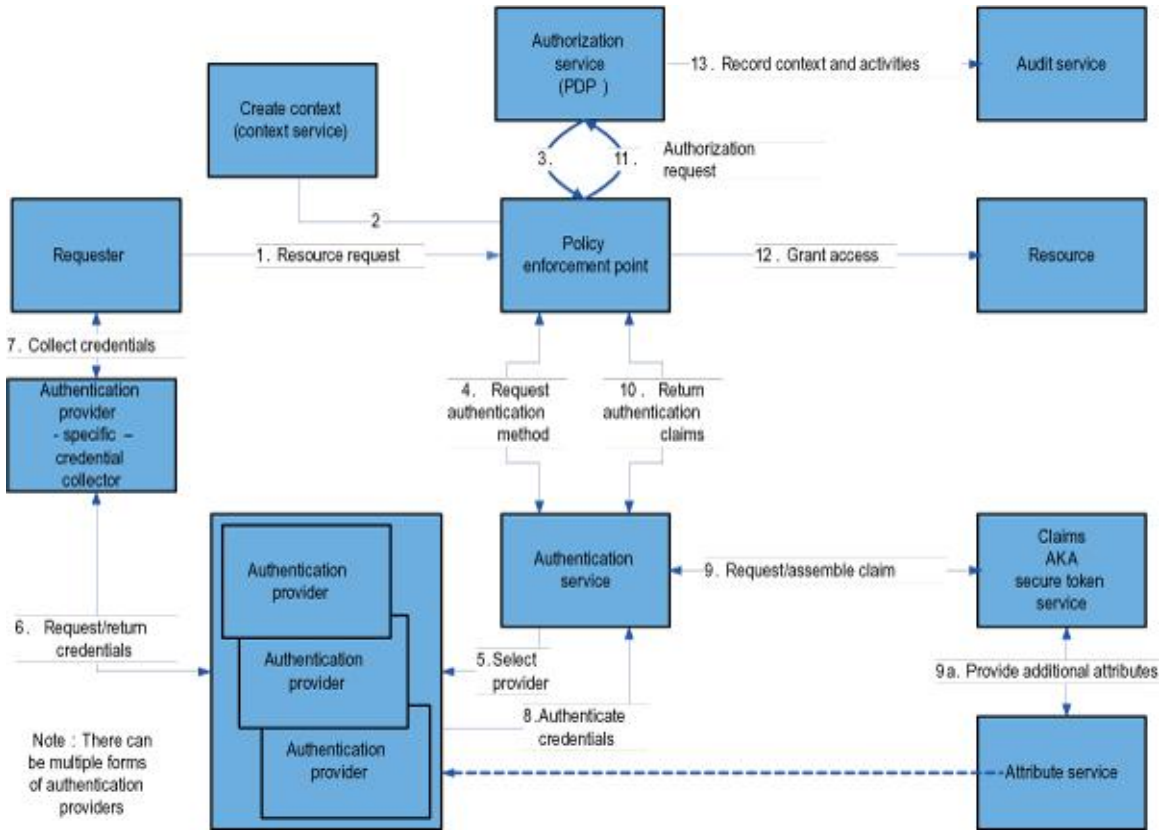 Authorization
service
(PDP )
13 . Record context and activities
Audit service
Create context
(context service)
3.
11 .
Authorization
request
2
Requester
1. Resource request
Policy
enforcement point
12 . Grant access
Resource
7. Collect credentials
Authentication
provider
- specific –
credential
collector
4. Request
authentication
method
10 . Return
authentication
claims
Authentication
provider
Authentication
provider
Authentication
provider
Authentication
service
9. Request/assemble claim
Claims
AKA
secure token
service
6. Request/return
credentials
5. Select
provider
8.Authenticate
credentials
9a. Provide additional attributes
Attribute service
Note : There can
be multiple forms
of authentication
providers